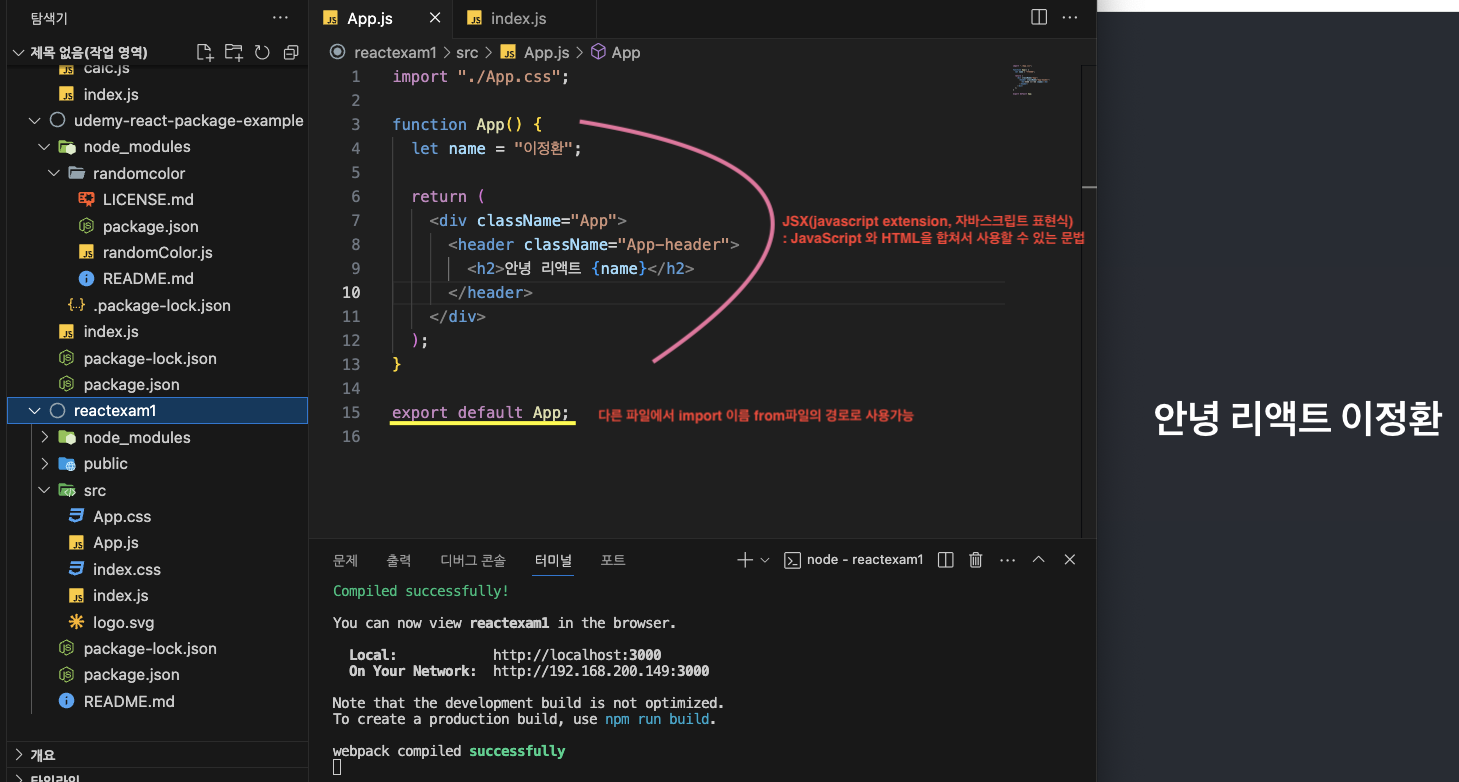 탐색기
···
제목 없음(작업 영역)
calc.js
index.js
udemy-react-package-example
node_modules
randomcolor
LICENSE.md
package.json
randomColor.js
README.md
.package-lock.json
index.js
package-lock.json
package.json
reactexam1
node_modules
public
src
App.css
App.js
index.css
index.js
logo.svg
package-lock.json
package.json
README.md
개요
타임라인
App.js
index.js
reactexam1 > src > App.js > App
1 import "./App.css";
2
3 function App() {
4 let name = "이정환";
5
6 return (
7 <div className="App">
8 <header className="App-header">
9 <h2>안녕 리액트 {name}</h2>
10 </header>
11 </div>
12 );
13 }
14
15 export default App;
16
JSX(javascript extension, 자바스크립트 표현식)
: JavaScript 와 HTML을 합쳐서 사용할 수 있는 문법
다른 파일에서 import 이름 from파일의 경로로 사용가능
문제 출력 디버그 콘솔 터미널 포트
node - reactexam1
Compiled successfully!
You can now view reactexam1 in the browser.
Local: http://localhost:3000
On Your Network: http://192.168.200.149:3000
Note that the development build is not optimized.
To create a production build, use npm run build.
webpack compiled successfully
안녕 리액트 이정환